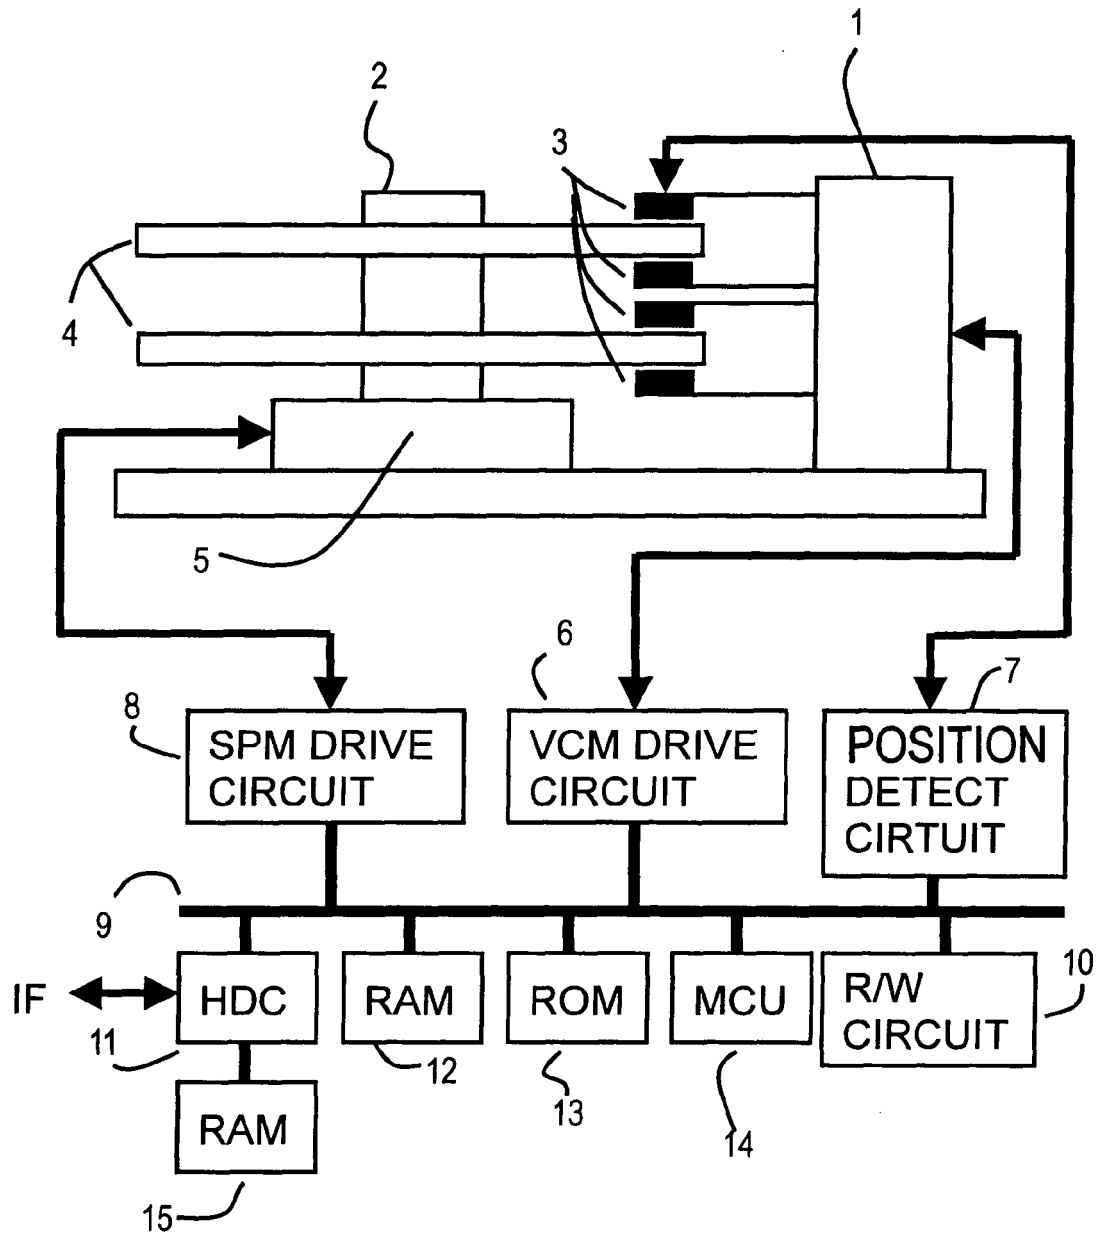 1
2
3
4
5
6
7
8
SPM DRIVE
CIRCUIT
VCM DRIVE
CIRCUIT
POSITION
DETECT
CIRTUIT
9
IF
HDC
RAM
ROM
MCU
R/W
CIRCUIT
10
11
12
13
14
RAM
15